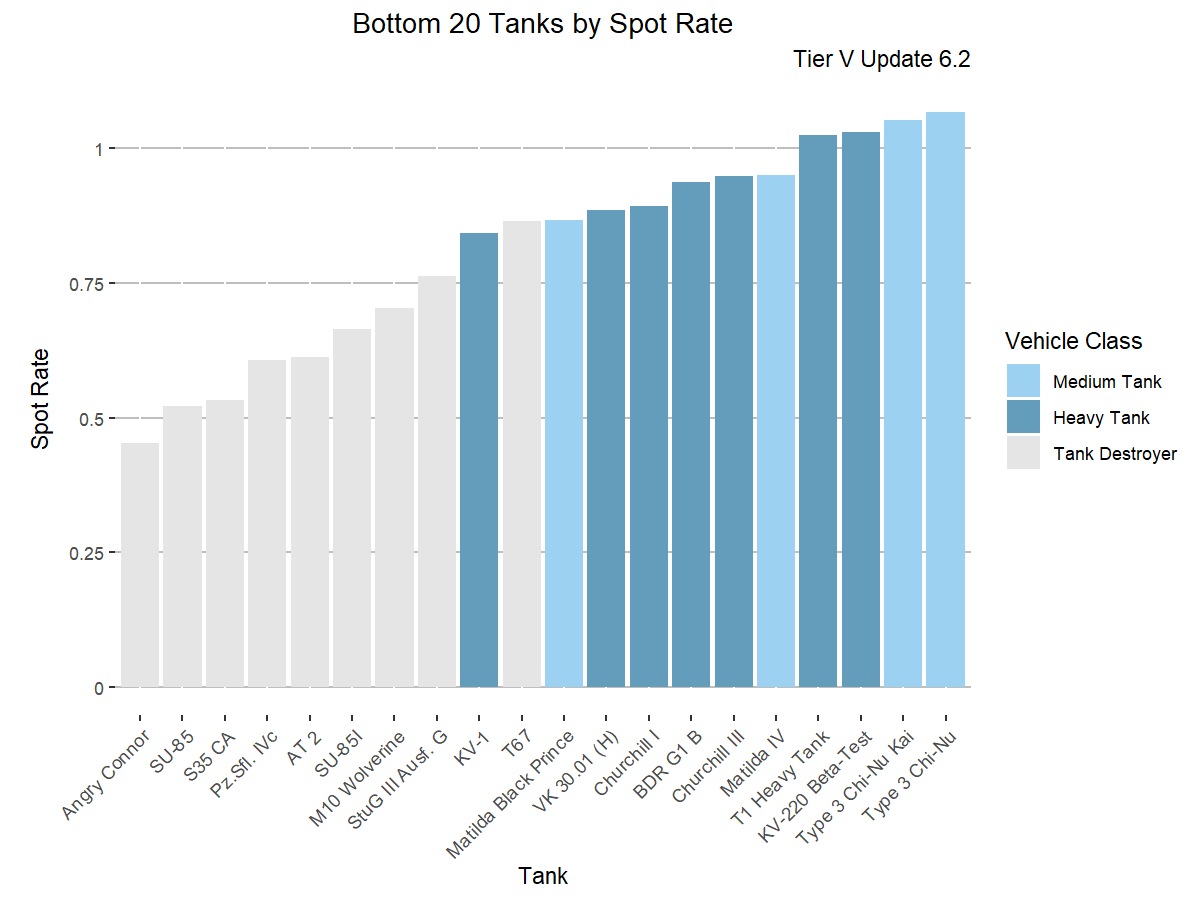 Bottom 20 Tanks by Spot Rate
Tier V Update 6.2
1
0.75
0.5
0.25
0
Spot Rate
Angry Connor
SU-85
S35 CA
Pz.Sfl. IVc
AT 2
SU-85I
M10 Wolverine
StuG III Ausf. G
KV-1
T67
Matilda Black Prince
VK 30.01 (H)
Churchill I
BDR G1 B
Churchill III
Matilda IV
T1 Heavy Tank
KV-220 Beta-Test
Type 3 Chi-Nu Kai
Type 3 Chi-Nu
Tank
Vehicle Class
Medium Tank
Heavy Tank
Tank Destroyer